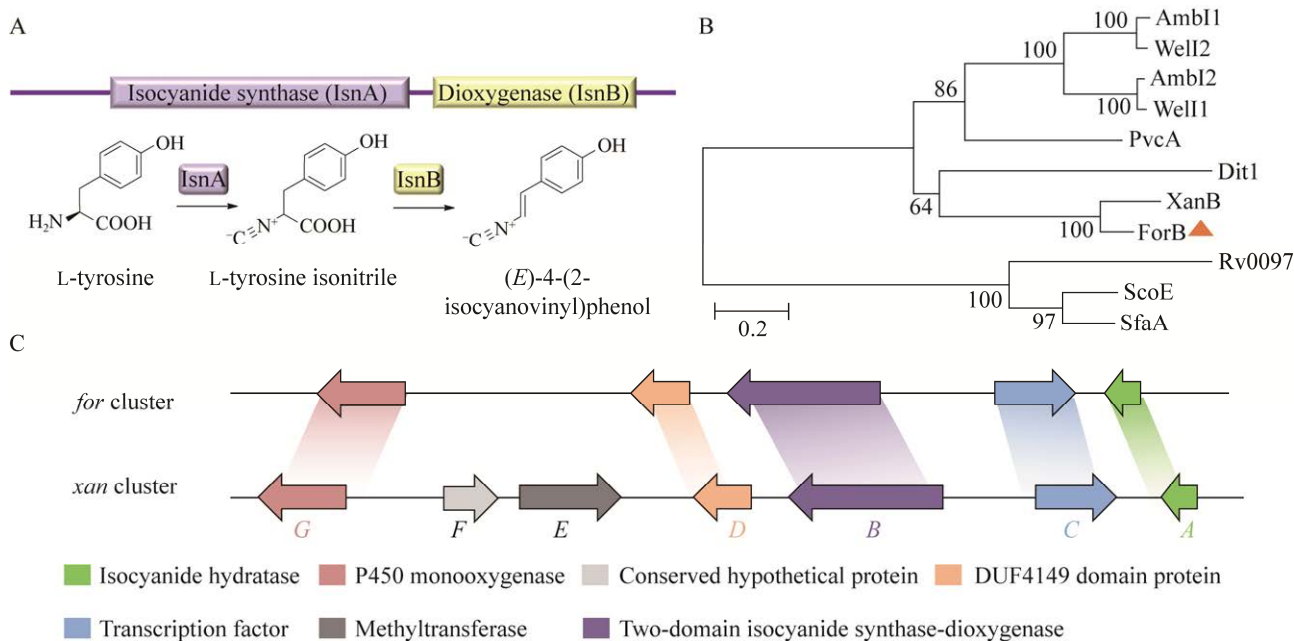 A
Isocyanide synthase (IsnA)
Dioxygenase (IsnB)
OH
H₂N
COOH
IsnA
OH
⁻C≡N⁺
COOH
IsnB
OH
⁻C≡N⁺
L-tyrosine
L-tyrosine isonitrile
(E)-4-(2-
isocyanovinyl)phenol
B
AmbI1
100
WelI2
100
AmbI2
100
WelI1
86
PvcA
Dit1
64
XanB
100
ForB
Rv0097
100
ScoE
97
SfaA
0.2
C
for cluster
xan cluster
G
F
E
D
B
C
A
Isocyanide hydratase
P450 monooxygenase
Conserved hypothetical protein
DUF4149 domain protein
Transcription factor
Methyltransferase
Two-domain isocyanide synthase-dioxygenase